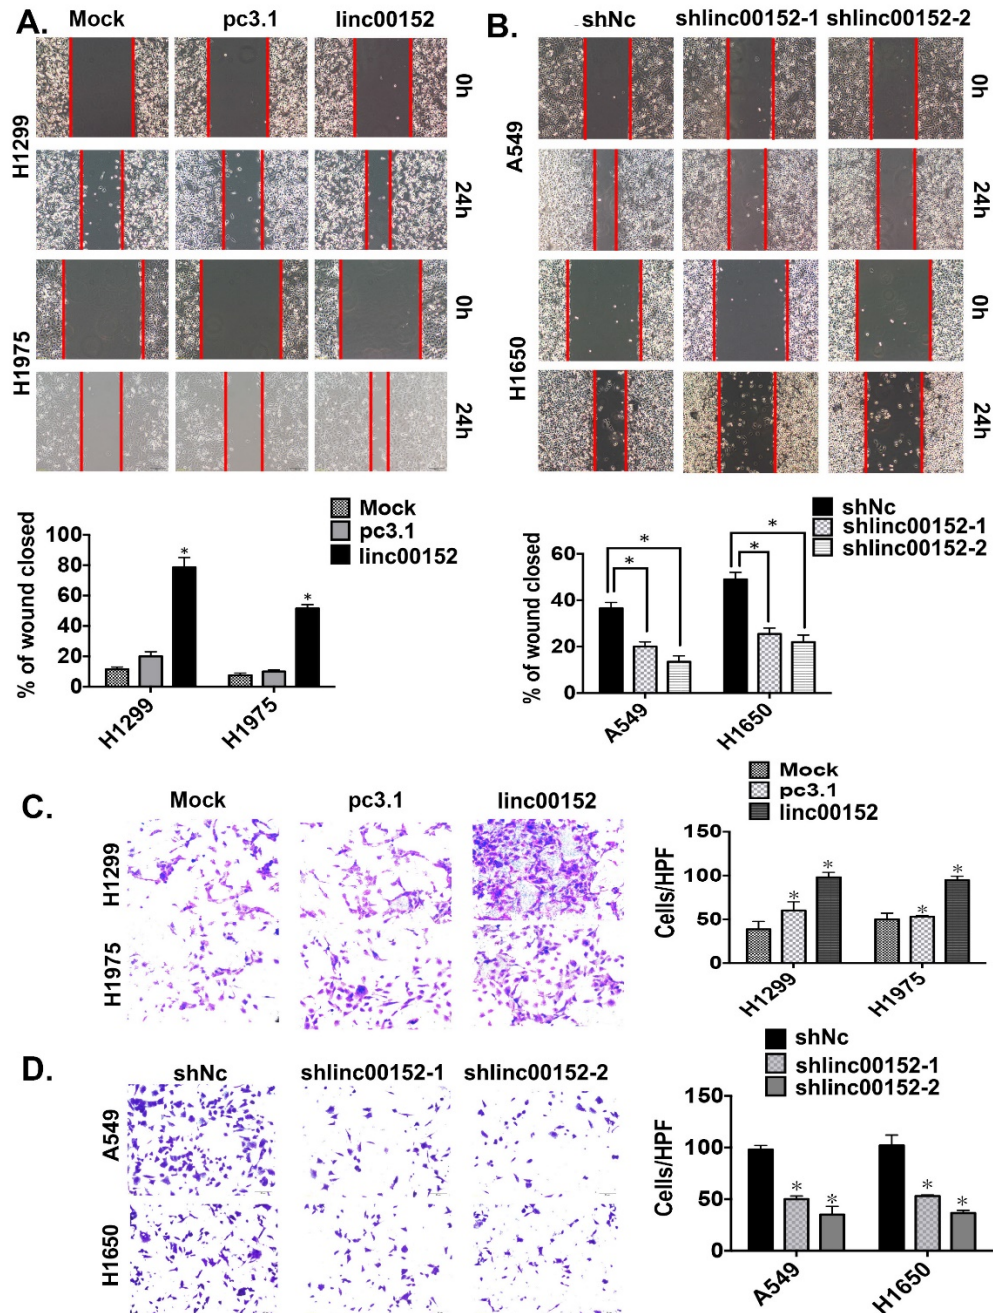 A.
Mock pc3.1 linc00152
H1299
0h
24h
H1975
0h
24h
% of wound closed
100
80
60
40
20
0
Mock
pc3.1
linc00152
*
*
H1299 H1975
B.
shNc shlinc00152-1 shlinc00152-2
A549
0h
24h
H1650
0h
24h
% of wound closed
60
40
20
0
shNc
shlinc00152-1
shlinc00152-2
*
*
*
*
A549 H1650
C.
Mock pc3.1 linc00152
H1299
H1975
Mock
pc3.1
linc00152
Cells/HPF
150
100
50
0
* * * *
H1299 H1975
D.
shNc shlinc00152-1 shlinc00152-2
A549
H1650
shNc
shlinc00152-1
shlinc00152-2
Cells/HPF
150
100
50
0
* * * *
A549 H1650